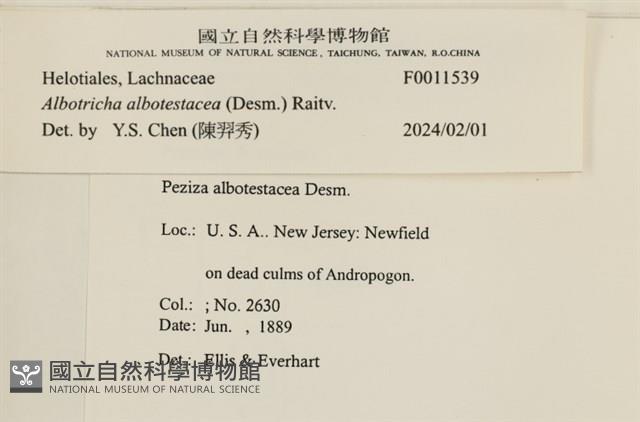 國立自然科學博物館
NATIONAL MUSEUM OF NATURAL SCIENCE, TAICHUNG, TAIWAN, R.O.CHINA
Helotiales, Lachnaceae F0011539
Albotricha albotestacea (Desm.) Raitv.
Det. by Y.S. Chen (陳羿秀) 2024/02/01
Peziza albotestacea Desm.
Loc.: U. S. A.. New Jersey: Newfield
on dead culms of Andropogon.
Col.: ; No. 2630
Date: Jun. , 1889
Det.: Ellis & Everhart
國立自然科學博物館
NATIONAL MUSEUM OF NATURAL SCIENCE